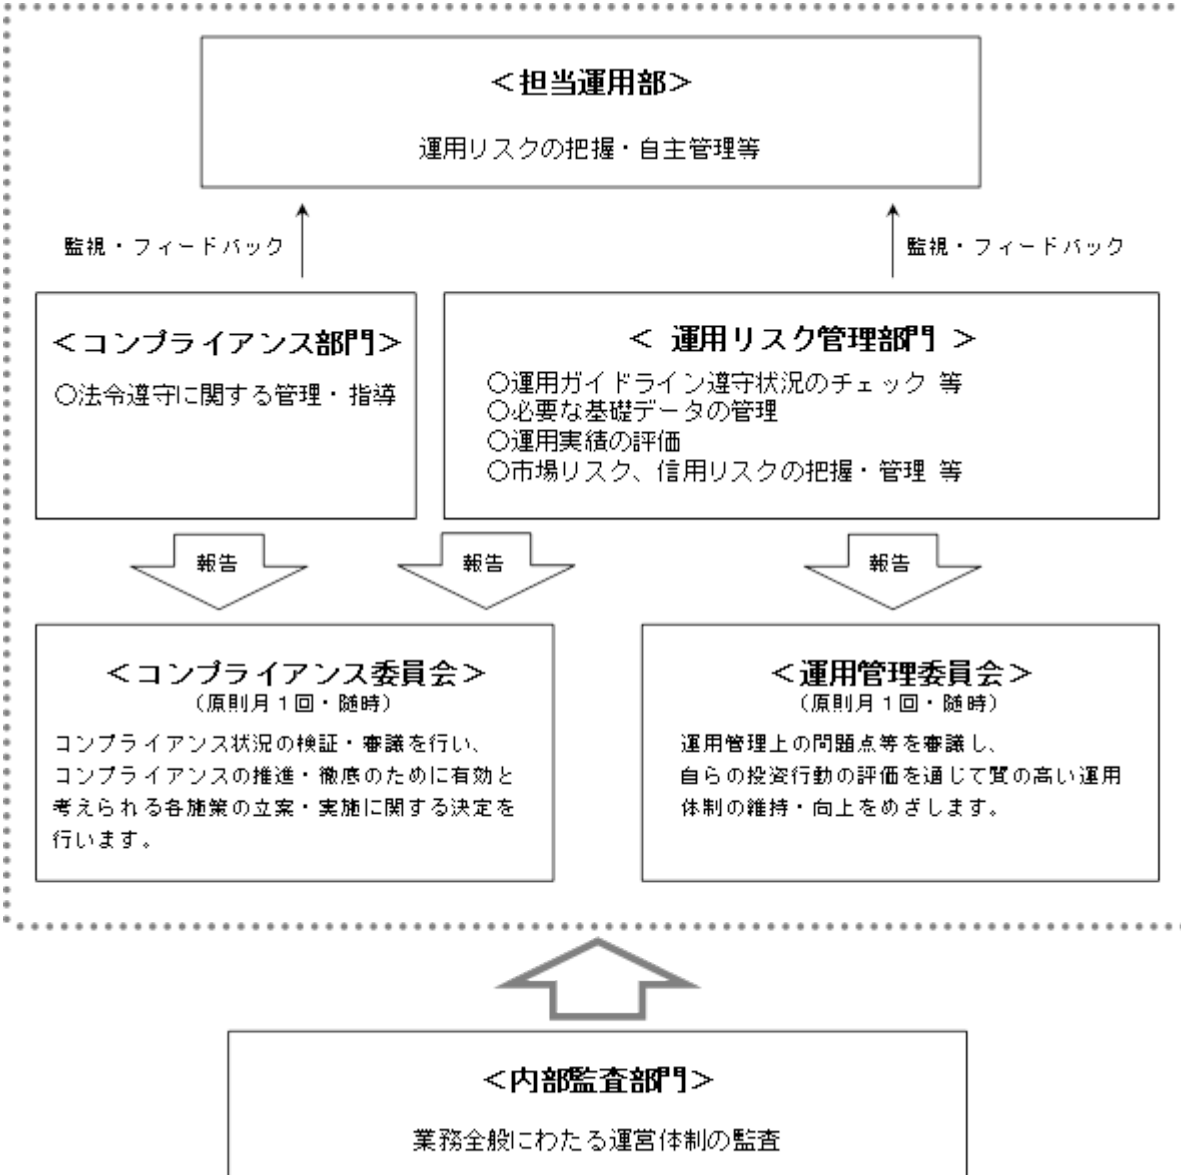 ＜担当運用部＞
運用リスクの把握・自主管理等
監視・フィードバック
監視・フィードバック
＜コンプライアンス部門＞
○法令遵守に関する管理・指導
＜ 運用リスク管理部門 ＞
○運用ガイドライン遵守状況のチェック 等
○必要な基礎データの管理
○運用実績の評価
○市場リスク、信用リスクの把握・管理 等
報告
報告
報告
＜コンプライアンス委員会＞
（原則月１回・随時）
コンプライアンス状況の検証・審議を行い、
コンプライアンスの推進・徹底のために有効と
考えられる各施策の立案・実施に関する決定を
行います。
＜運用管理委員会＞
（原則月１回・随時）
運用管理上の問題点等を審議し、
自らの投資行動の評価を通じて質の高い運用
体制の維持・向上をめざします。
＜内部監査部門＞
業務全般にわたる運営体制の監査